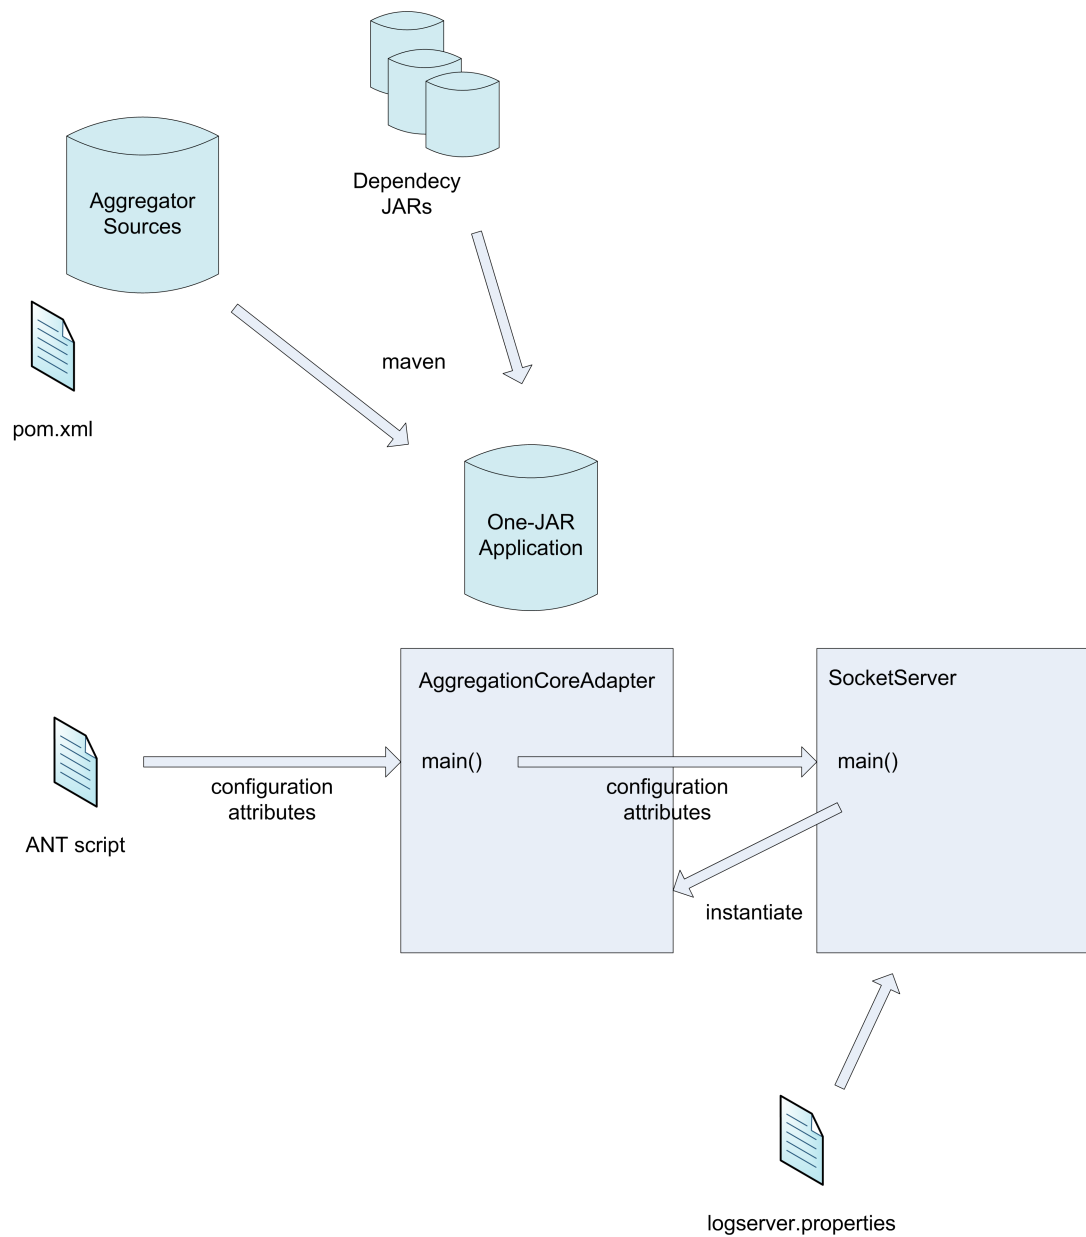 Dependecy
JARs
Aggregator
Sources
maven
pom.xml
One-JAR
Application
AggregationCoreAdapter
SocketServer
main()
main()
configuration
attributes
configuration
attributes
ANT script
instantiate
logserver.properties